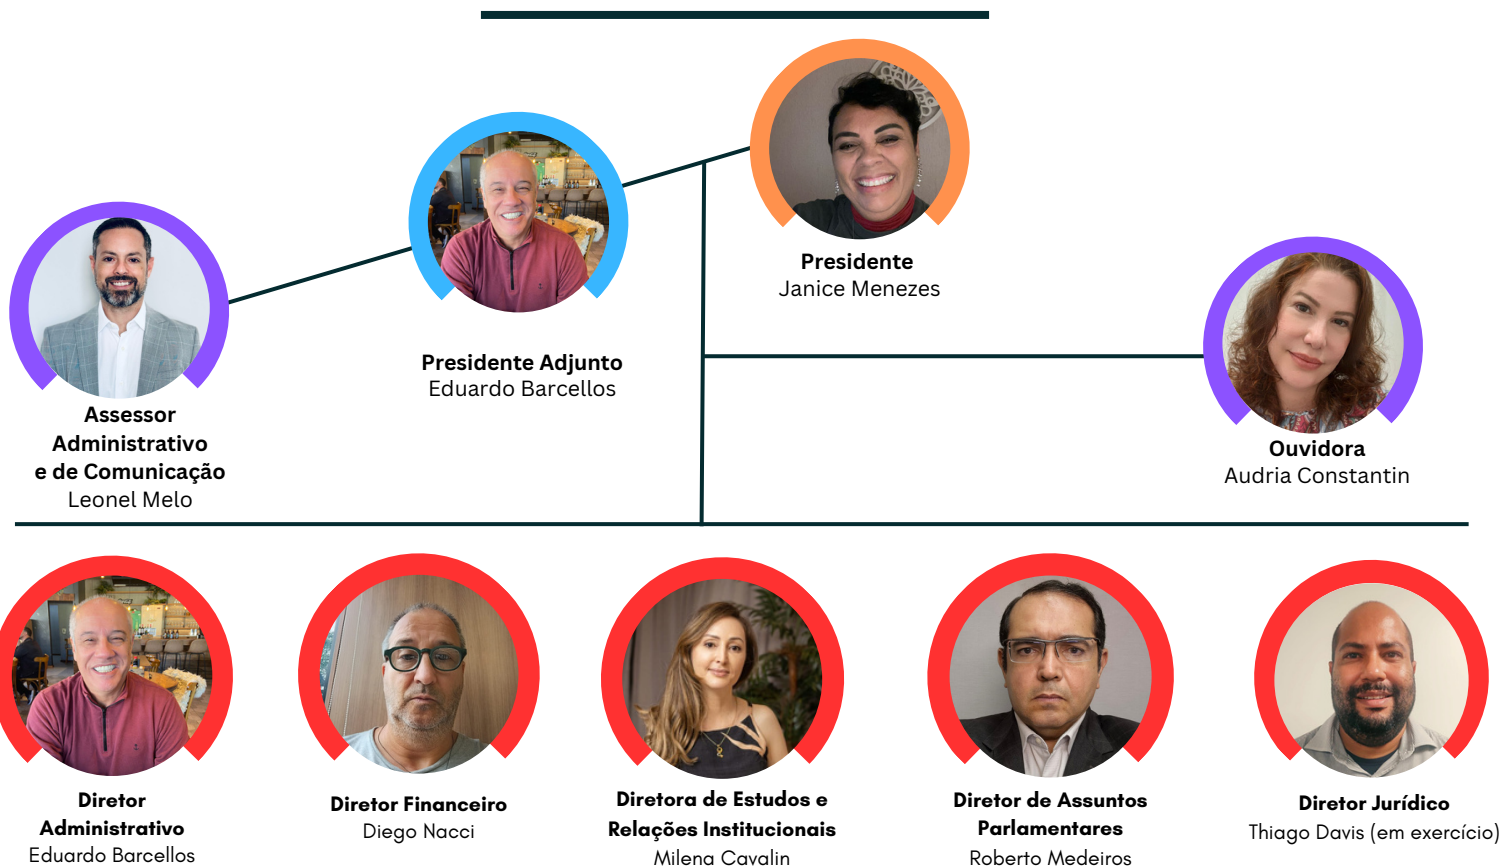 Presidente
Janice Menezes
Presidente Adjunto
Eduardo Barcellos
Assessor
Administrativo
e de Comunicação
Leonel Melo
Ouvidora
Audria Constantin
Diretor
Administrativo
Eduardo Barcellos
Diretor Financeiro
Diego Nacci
Diretora de Estudos e
Relações Institucionais
Milena Cavalin
Diretor de Assuntos
Parlamentares
Roberto Medeiros
Diretor Jurídico
Thiago Davis (em exercício)